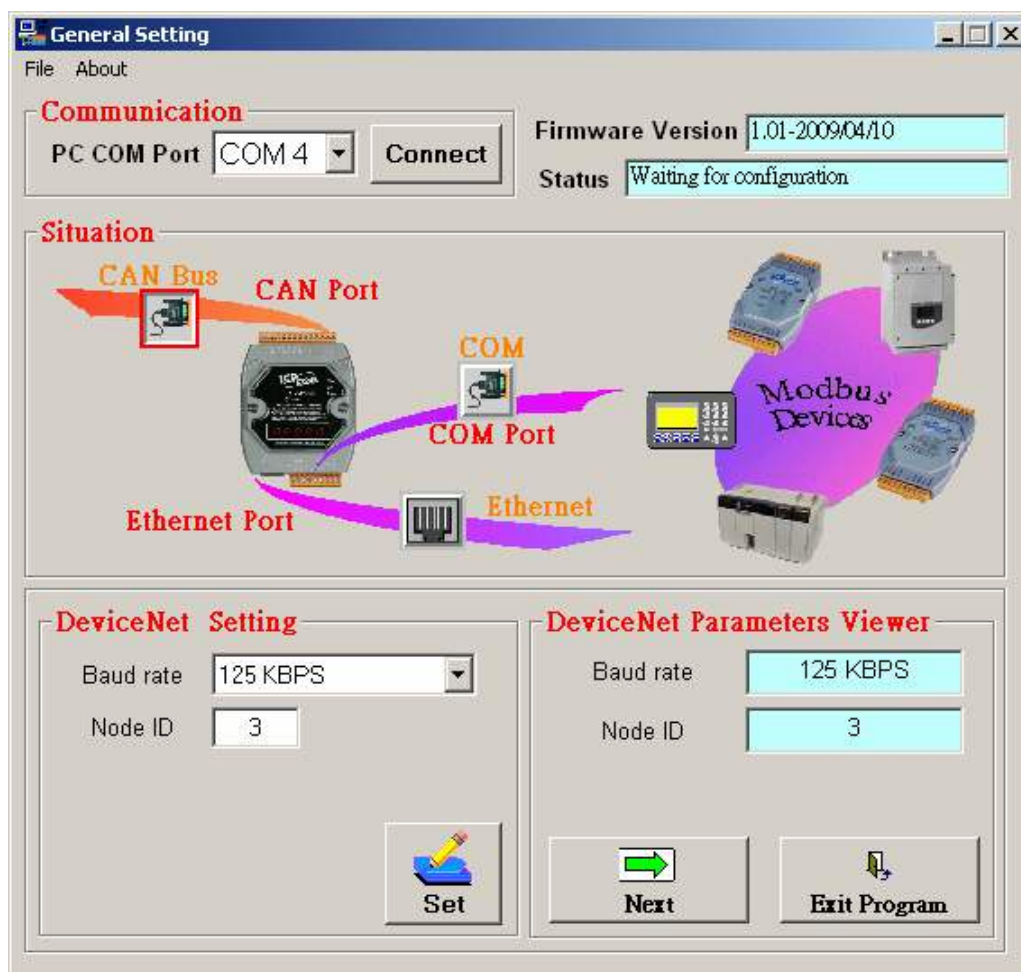 General Setting
File About
Communication
PC COM Port COM 4 Connect
Firmware Version 1.01-2009/04/10
Status Waiting for configuration
Situation
CAN Bus
CAN Port
COM
COM Port
Modbus
Devices
Ethernet Port
Ethernet
DeviceNet Setting
Baud rate 125 KBPS
Node ID 3
Set
DeviceNet Parameters Viewer
Baud rate 125 KBPS
Node ID 3
Next
Exit Program